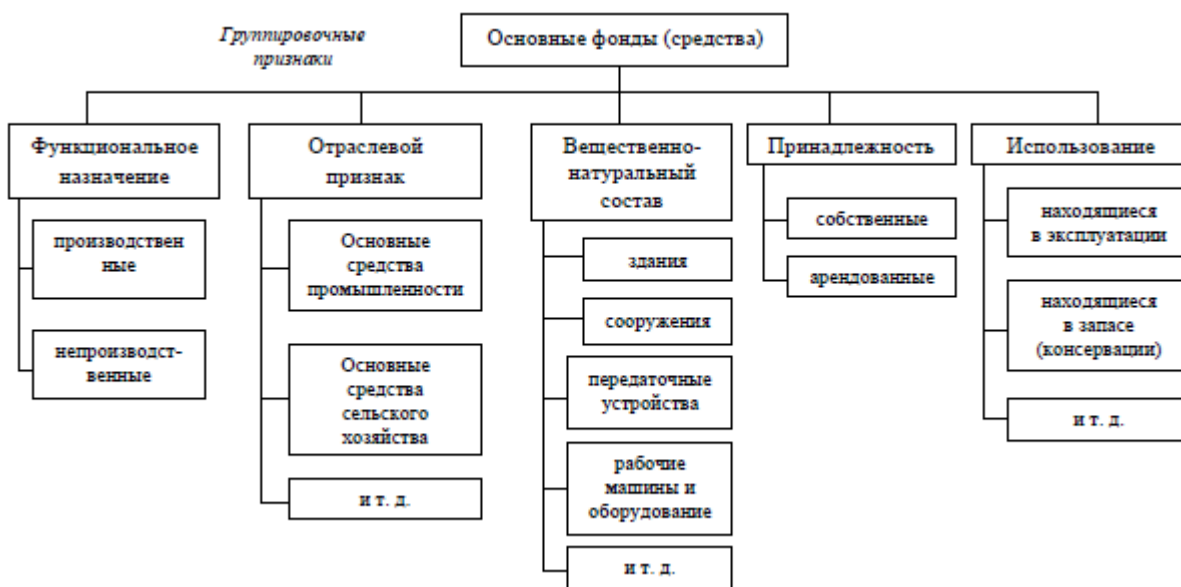 Группировочные
признаки
Основные фонды (средства)
Функциональное
назначение
производствен
ные
непроизводст-
венные
Отраслевой
признак
Основные
средства
промышленности
Основные
средства
сельского
хозяйства
и т. д.
Вещественно-
натуральный
состав
здания
сооружения
передаточные
устройства
рабочие
машины и
оборудование
и т. д.
Принадлежность
собственные
арендованные
Использование
находящиеся
в эксплуатации
находящиеся
в запасе
(консервации)
и т. д.